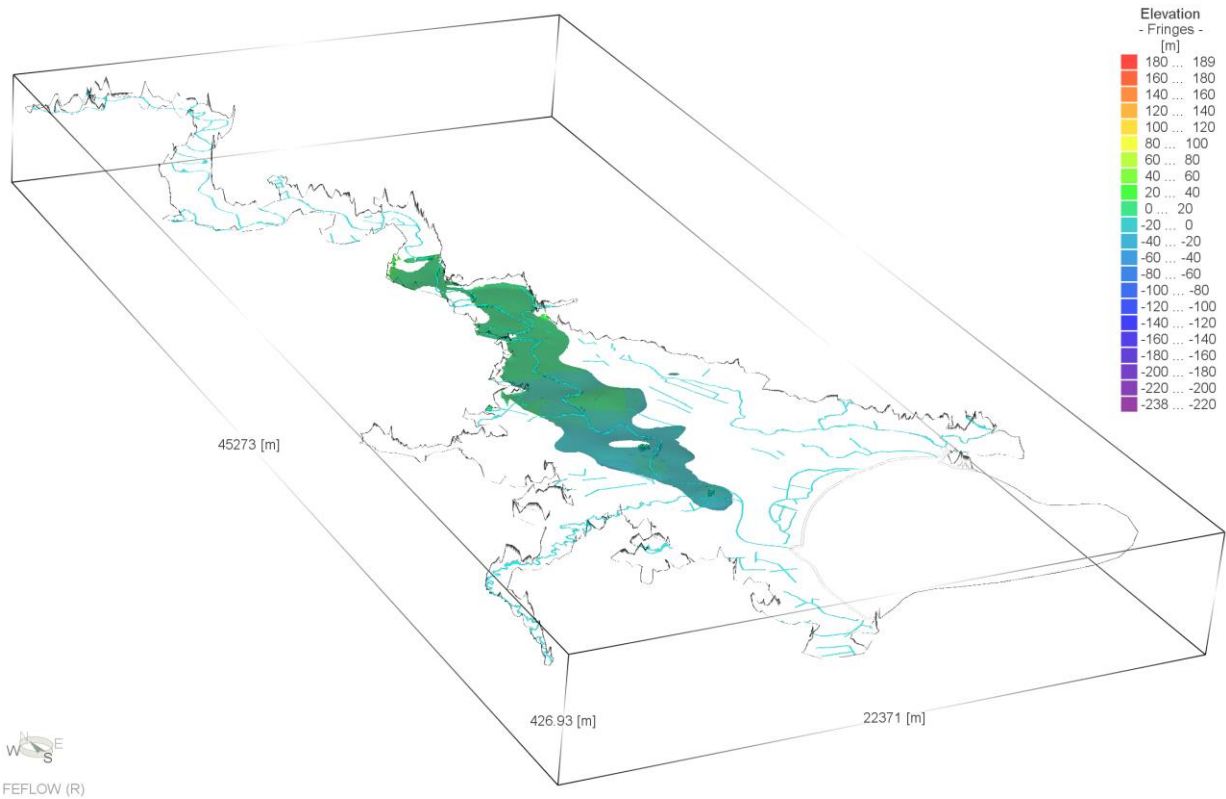 Elevation
- Fringes -
[m]
180 ... 189
160 ... 180
140 ... 160
120 ... 140
100 ... 120
80 ... 100
60 ... 80
40 ... 60
20 ... 40
0 ... 20
-20 ... 0
-40 ... -20
-60 ... -40
-80 ... -60
-100 ... -80
-120 ... -100
-140 ... -120
-160 ... -140
-180 ... -160
-200 ... -180
-220 ... -200
-238 ... -220
45273 [m]
426.93 [m]
22371 [m]
N
W E
S
FEFLOW (R)